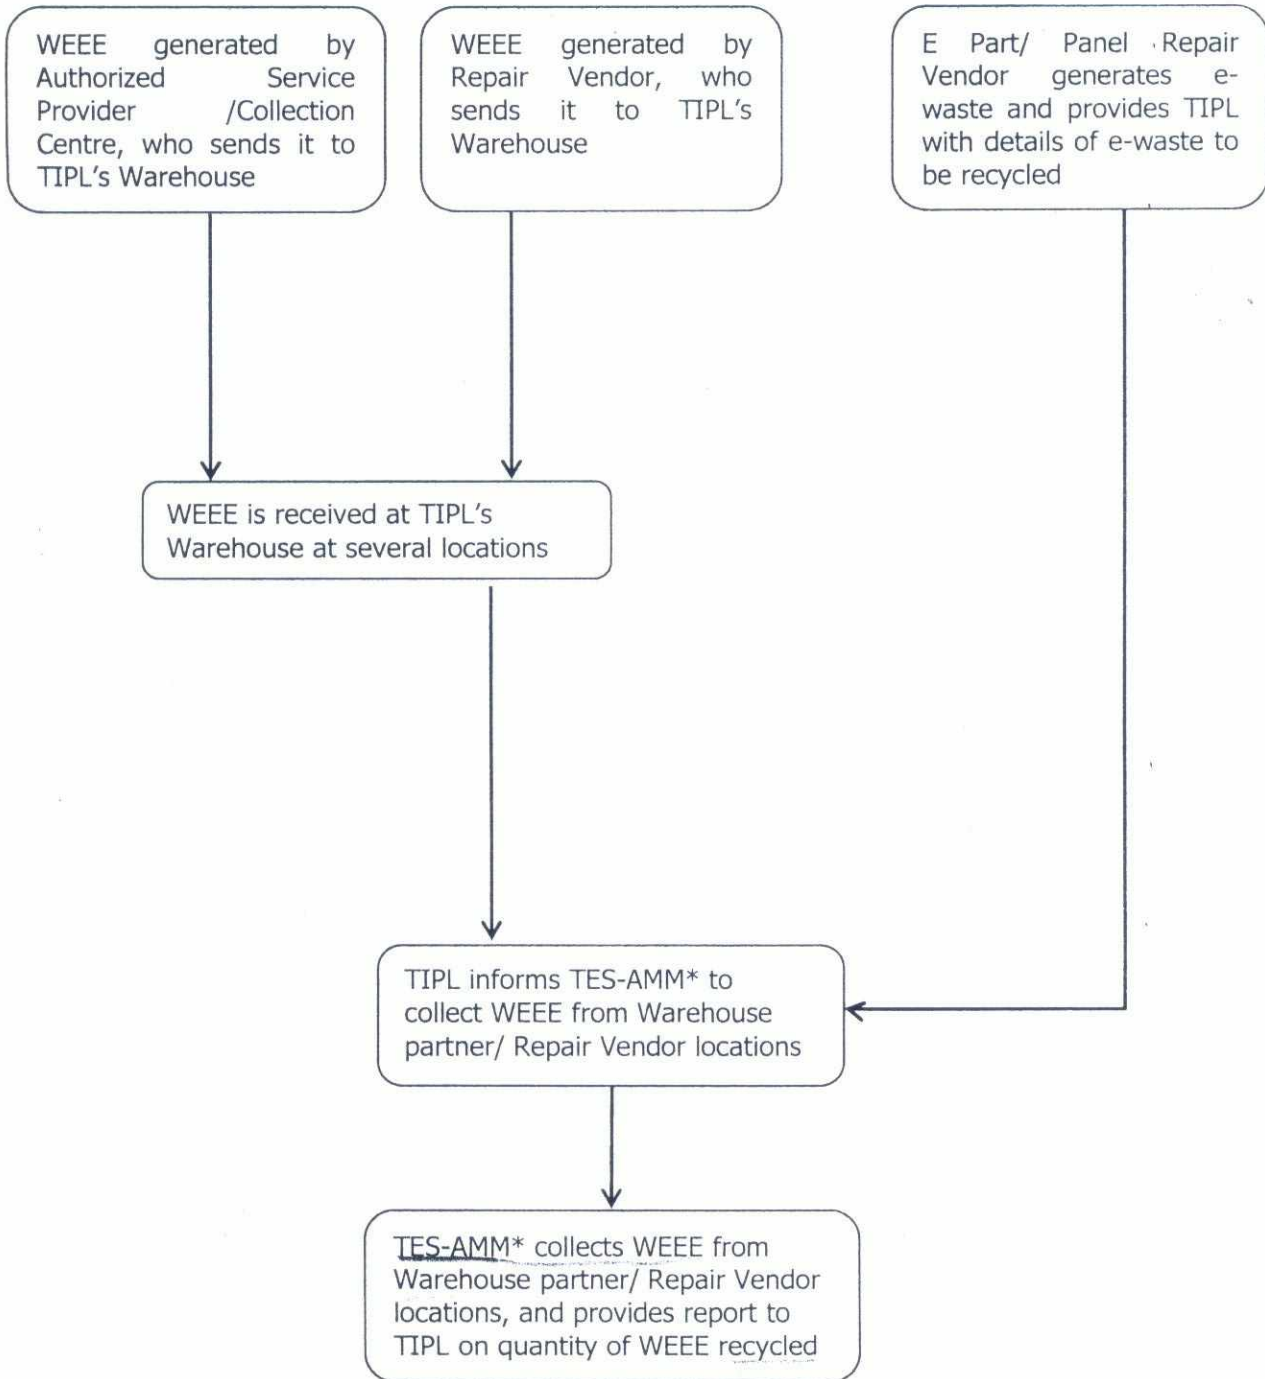 WEEE generated by
Authorized Service
Provider /Collection
Centre, who sends it to
TIPL's Warehouse
WEEE generated by
Repair Vendor, who
sends it to TIPL's
Warehouse
E Part/ Panel Repair
Vendor generates e-
waste and provides TIPL
with details of e-waste to
be recycled
WEEE is received at TIPL's
Warehouse at several locations
TIPL informs TES-AMM* to
collect WEEE from Warehouse
partner/ Repair Vendor locations
TES-AMM* collects WEEE from
Warehouse partner/ Repair Vendor
locations, and provides report to
TIPL on quantity of WEEE recycled